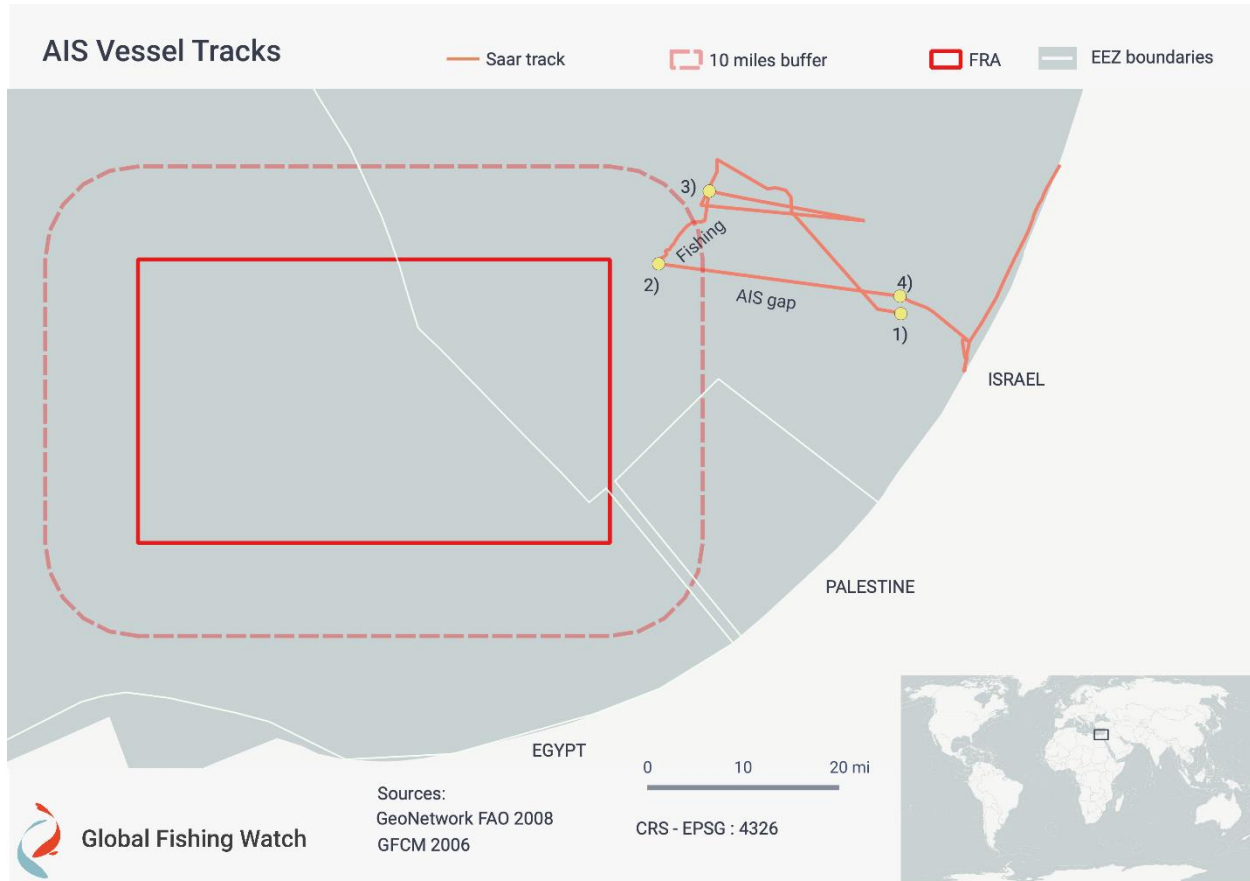 AIS Vessel Tracks
Saar track
10 miles buffer
FRA
EEZ boundaries
3)
Fishing
2)
AIS gap
4)
1)
ISRAEL
PALESTINE
EGYPT
0 10 20 mi
CRS - EPSG : 4326
Sources:
GeoNetwork FAO 2008
GFCM 2006
Global Fishing Watch